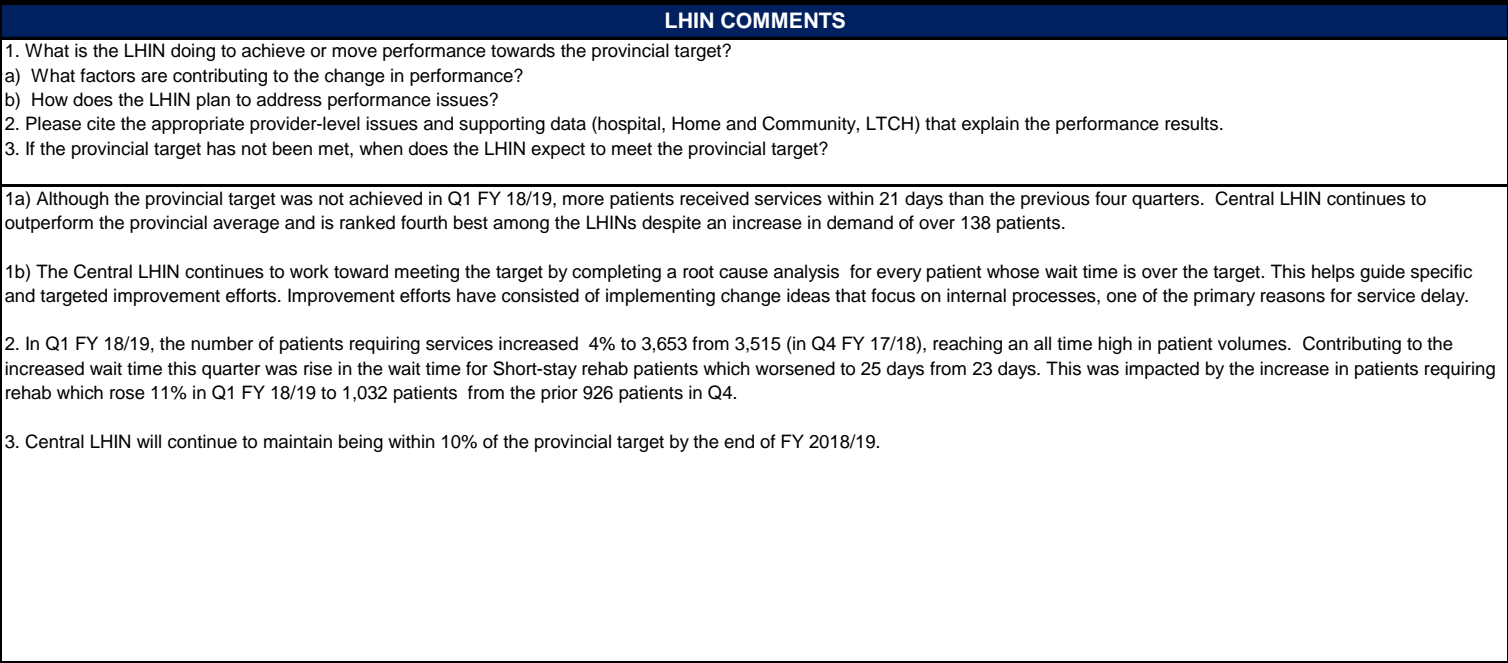 LHIN COMMENTS
1. What is the LHIN doing to achieve or move performance towards the provincial target?
a)  What factors are contributing to the change in performance?
b)  How does the LHIN plan to address performance issues?
2. Please cite the appropriate provider-level issues and supporting data (hospital, Home and Community, LTCH) that explain the performance results.
3. If the provincial target has not been met, when does the LHIN expect to meet the provincial target?
1a) Although the provincial target was not achieved in Q1 FY 18/19, more patients received services within 21 days than the previous four quarters.  Central LHIN continues to
outperform the provincial average and is ranked fourth best among the LHINs despite an increase in demand of over 138 patients.
1b) The Central LHIN continues to work toward meeting the target by completing a root cause analysis  for every patient whose wait time is over the target. This helps guide specific
and targeted improvement efforts. Improvement efforts have consisted of implementing change ideas that focus on internal processes, one of the primary reasons for service delay.
2. In Q1 FY 18/19, the number of patients requiring services increased  4% to 3,653 from 3,515 (in Q4 FY 17/18), reaching an all time high in patient volumes.  Contributing to the
increased wait time this quarter was rise in the wait time for Short-stay rehab patients which worsened to 25 days from 23 days. This was impacted by the increase in patients requiring
rehab which rose 11% in Q1 FY 18/19 to 1,032 patients  from the prior 926 patients in Q4.
3. Central LHIN will continue to maintain being within 10% of the provincial target by the end of FY 2018/19.